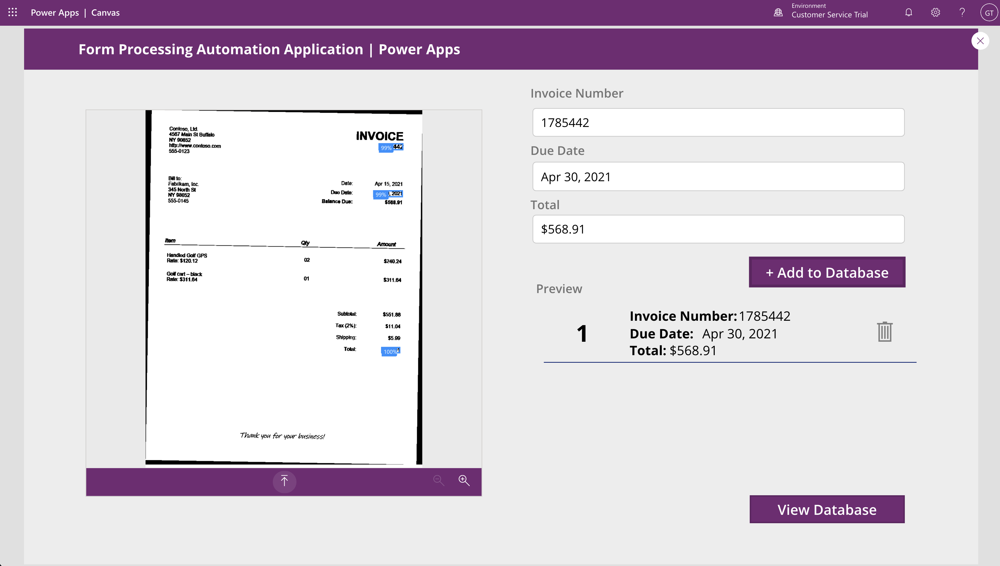 Power Apps | Canvas
Environment
Customer Service Trial
GT
Form Processing Automation Application | Power Apps
Contoso, Ltd.
4567 Main St Buffalo
NY 90852
http://www.contoso.com
555-0123
INVOICE
99% 442
Bill to:
Fabrikam, Inc.
345 North St
NY 98052
555-0145
Date: Apr 15, 2021
Due Date: 99% , 2021
Balance Due: $568.91
Item Qty Amount
Handled Golf GPS
Rate: $120.12 02 $240.24
Golf cart – black
Rate: $311.64 01 $311.64
Subtotal: $551.88
Tax (2%): $11.04
Shipping: $5.99
Total: 100% 1
Thank you for your business!
Invoice Number
1785442
Due Date
Apr 30, 2021
Total
$568.91
+ Add to Database
Preview
1
Invoice Number: 1785442
Due Date: Apr 30, 2021
Total: $568.91
View Database